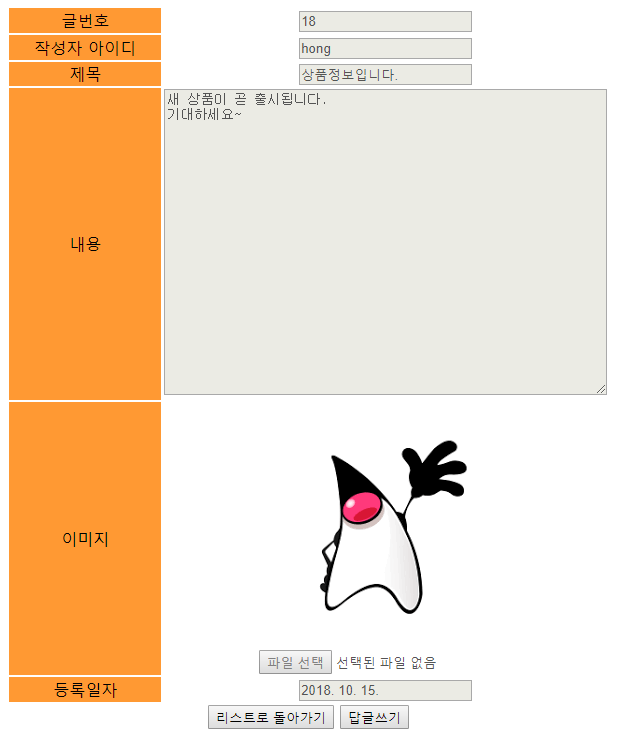 글번호 18
작성자 아이디 hong
제목 상품정보입니다.
내용 새 상품이 곧 출시됩니다.
기대하세요~
이미지
파일 선택 선택된 파일 없음
등록일자 2018. 10. 15.
리스트로 돌아가기 답글쓰기